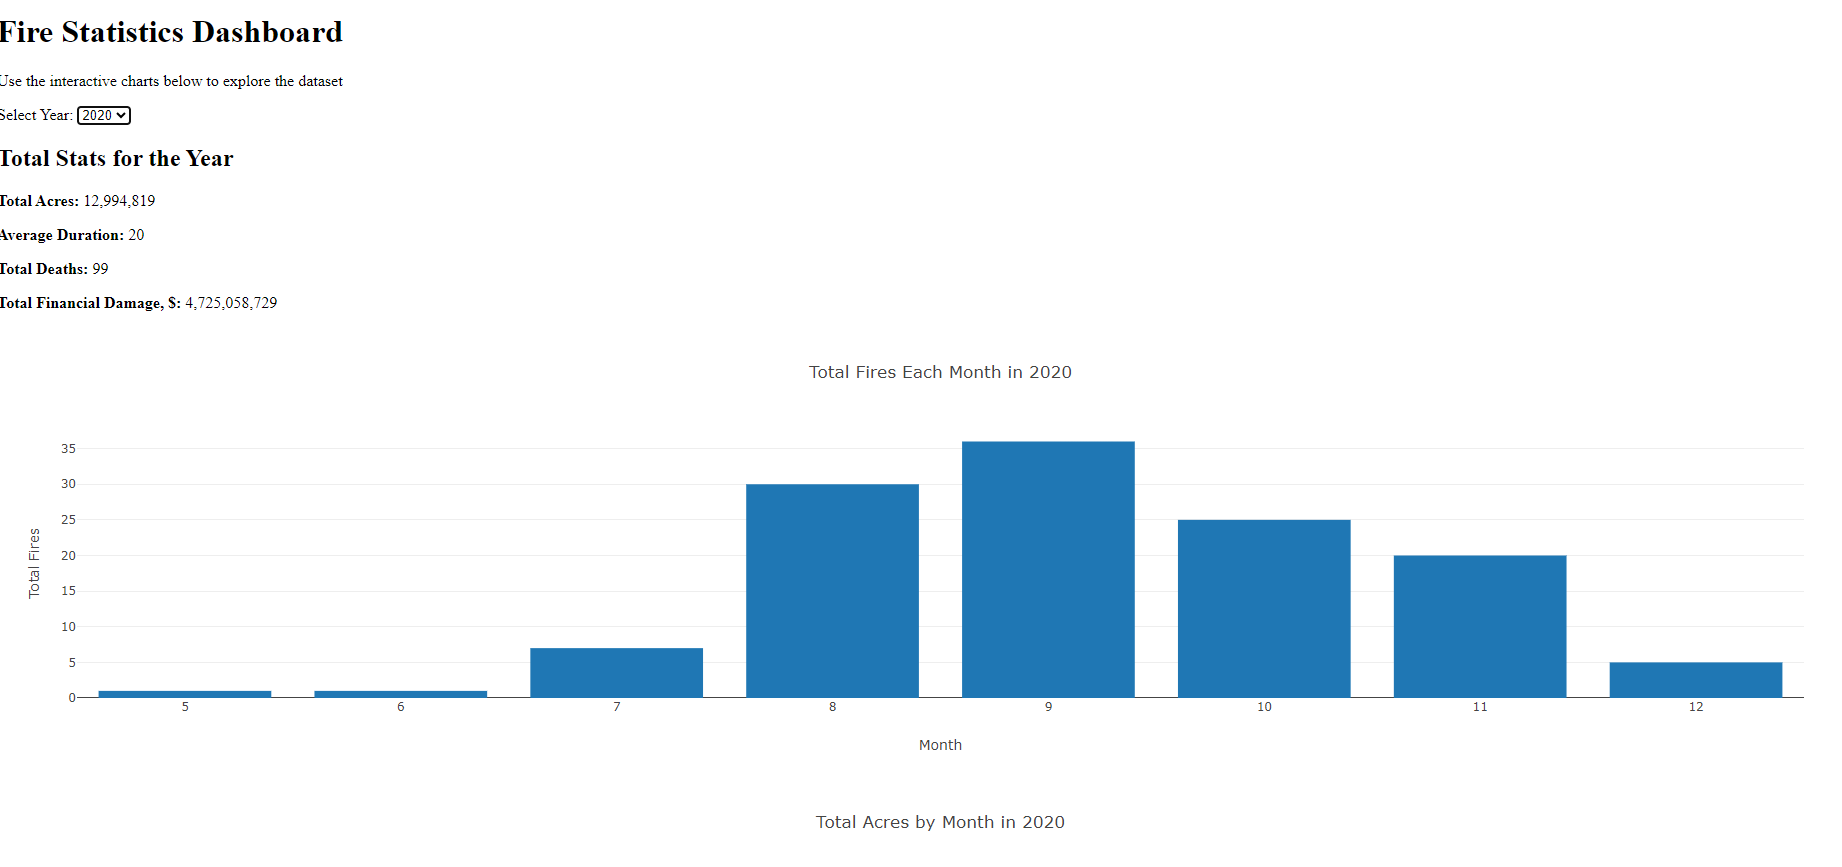 Fire Statistics Dashboard
Use the interactive charts below to explore the dataset
Select Year: 2020
Total Stats for the Year
Total Acres: 12,994,819
Average Duration: 20
Total Deaths: 99
Total Financial Damage, $: 4,725,058,729
Total Fires Each Month in 2020
35
30
25
20
15
10
5
0
Total Fires
5 6 7 8 9 10 11 12
Month
Total Acres by Month in 2020